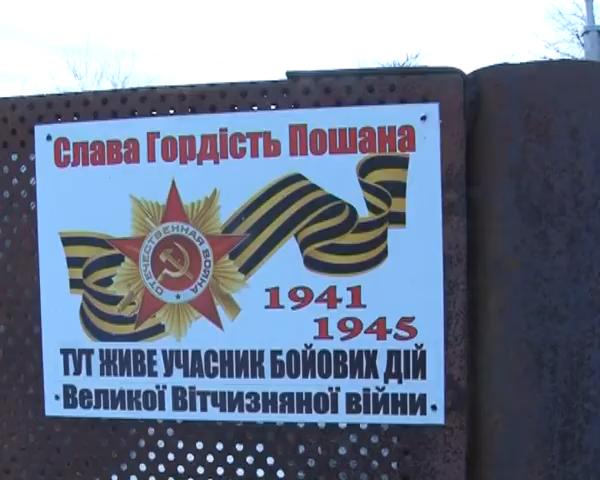 Слава Гордість Пошана
ОТЕЧЕСТВЕННАЯ ВОЙНА
1941
1945
ТУТ ЖИВЕ УЧАСНИК БОЙОВИХ ДІЙ
Великої Вітчизняної війни